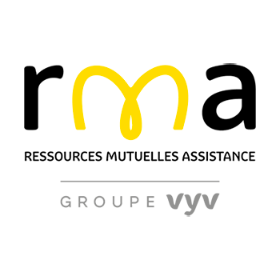 rma
RESSOURCES MUTUELLES ASSISTANCE
GROUPE vyv